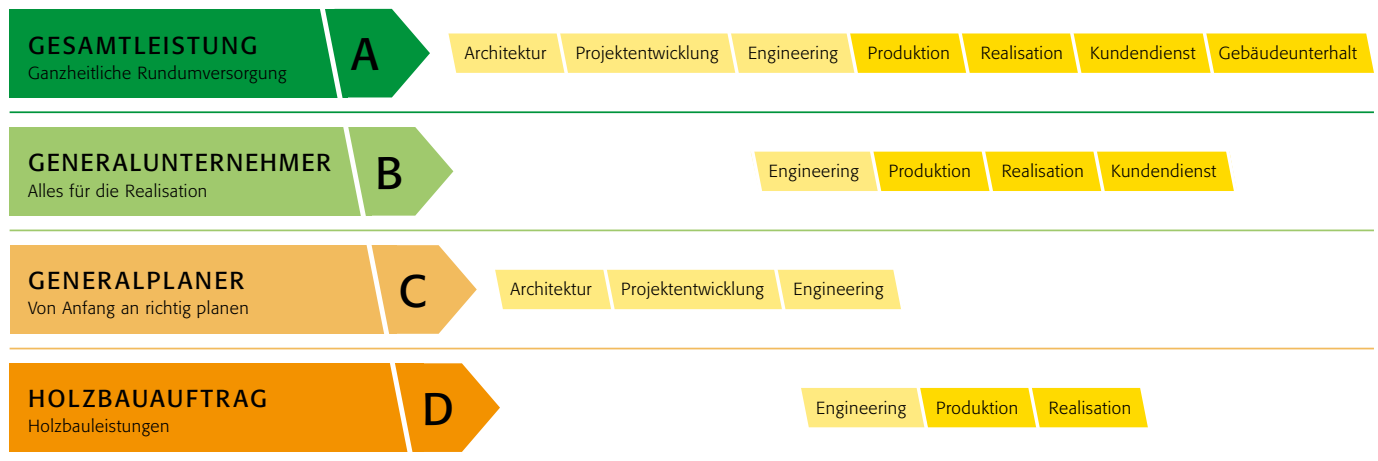 GESAMTLEISTUNG
Ganzheitliche Rundumversorgung
A
Architektur Projektentwicklung Engineering Produktion Realisation Kundendienst Gebäudeunterhalt
GENERALUNTERNEHMER
Alles für die Realisation
B
Engineering Produktion Realisation Kundendienst
GENERALPLANER
Von Anfang an richtig planen
C
Architektur Projektentwicklung Engineering
HOLZBAUAUFTRAG
Holzbauleistungen
D
Engineering Produktion Realisation